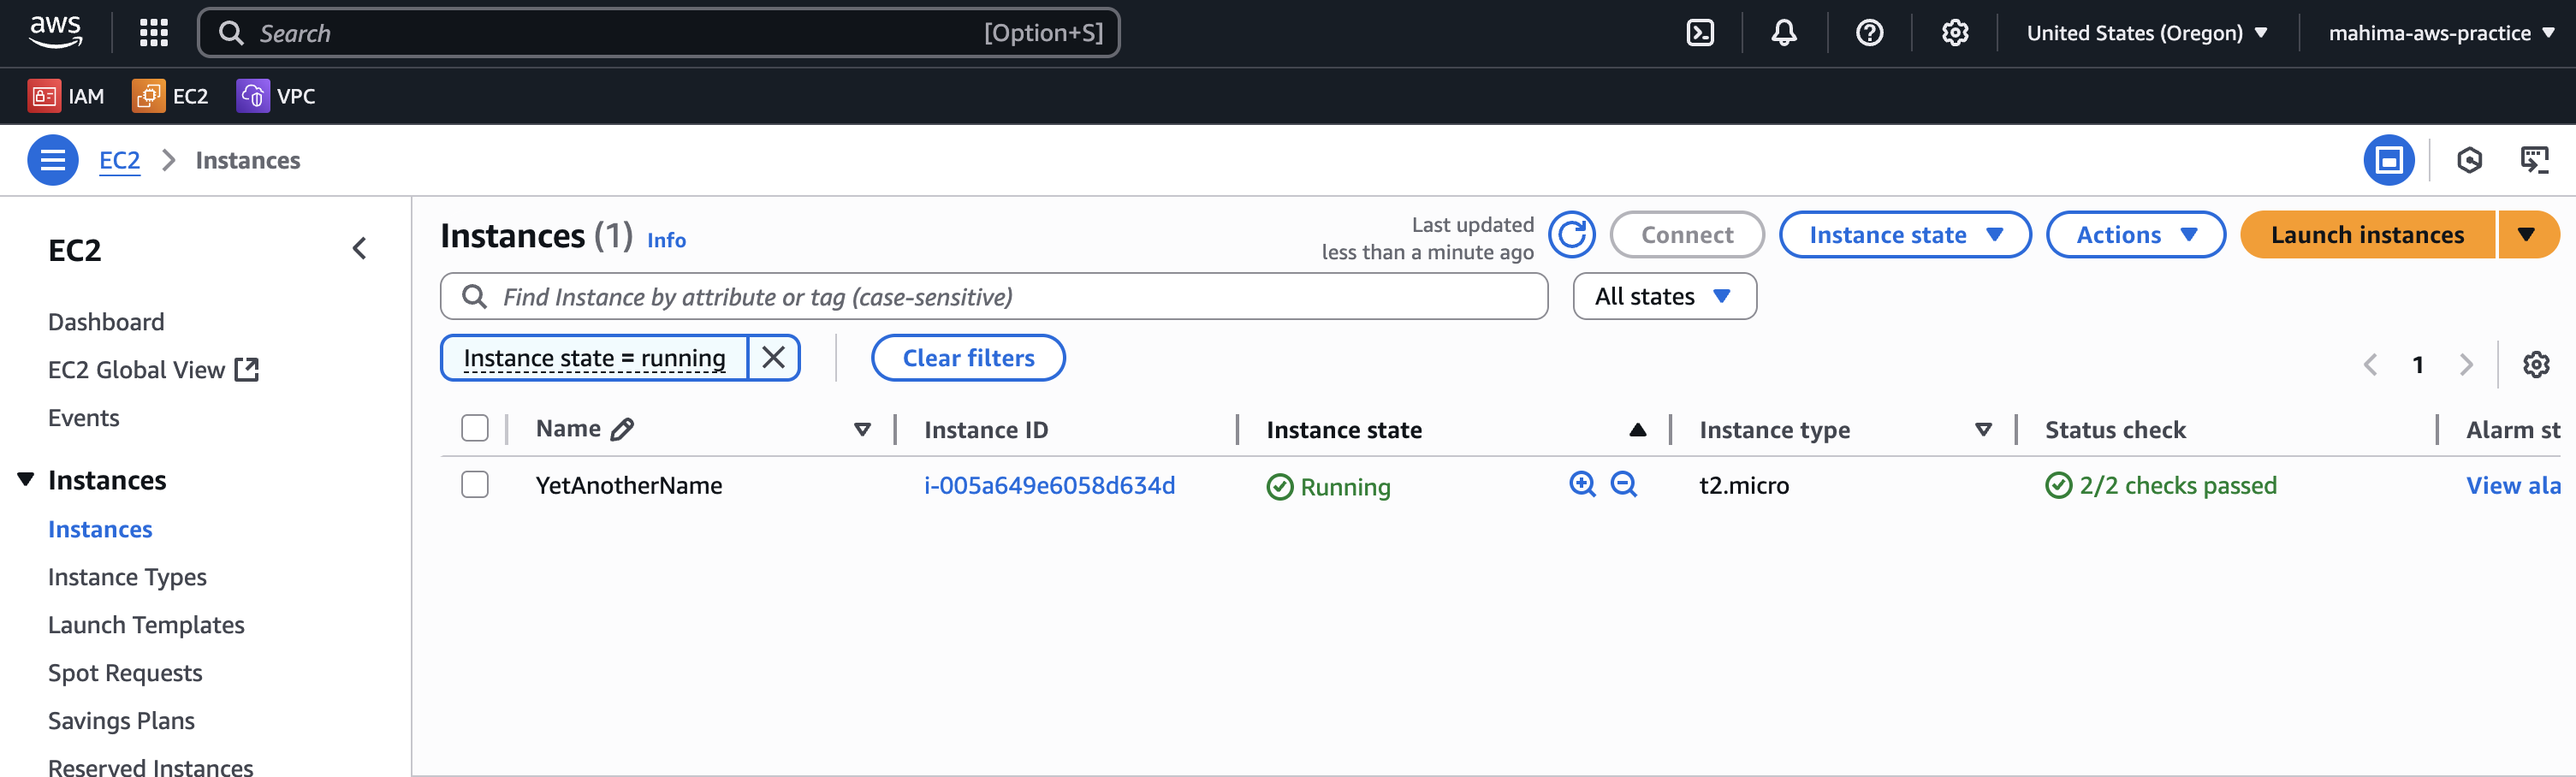 aws
Search [Option+S]
United States (Oregon)
mahima-aws-practice
IAM
EC2
VPC
EC2
Instances
EC2
Dashboard
EC2 Global View
Events
Instances
Instances
Instance Types
Launch Templates
Spot Requests
Savings Plans
Reserved Instances
Instances (1) Info
Last updated
less than a minute ago
Connect
Instance state
Actions
Launch instances
Find Instance by attribute or tag (case-sensitive)
All states
Instance state = running
Clear filters
1
Name Instance ID Instance state Instance type Status check Alarm st
YetAnotherName i-005a649e6058d634d Running t2.micro 2/2 checks passed View ala